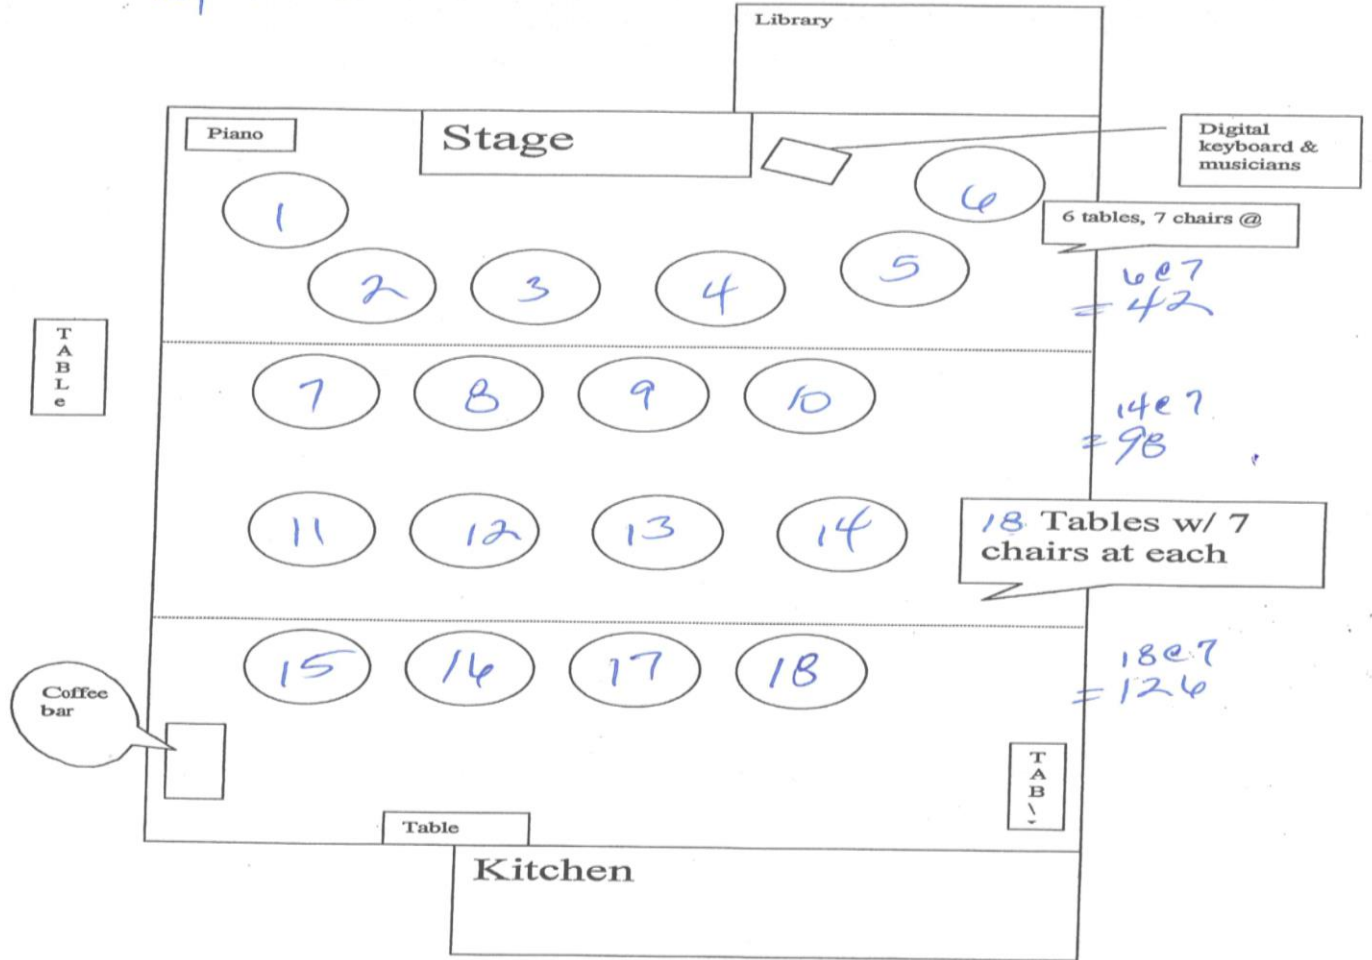 Library
Piano
Stage
Digital
keyboard &
musicians
1
6
6 tables, 7 chairs @
2
3
4
5
6@7
= 42
T
A
B
L
e
7
8
9
10
14@7
= 98
11
12
13
14
18 Tables w/ 7
chairs at each
15
16
17
18
18@7
= 126
Coffee
bar
T
A
B
Table
Kitchen